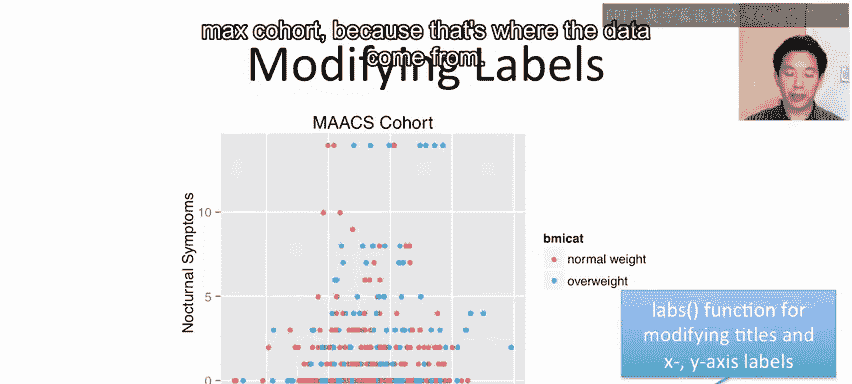 max cohort, because that's where the data
come from.
Modifying Labels
MAACS Cohort
Nocturnal Symptoms
10
5
0
bmicat
normal weight
overweight
labs() function for
modifying titles and
x-, y-axis labels